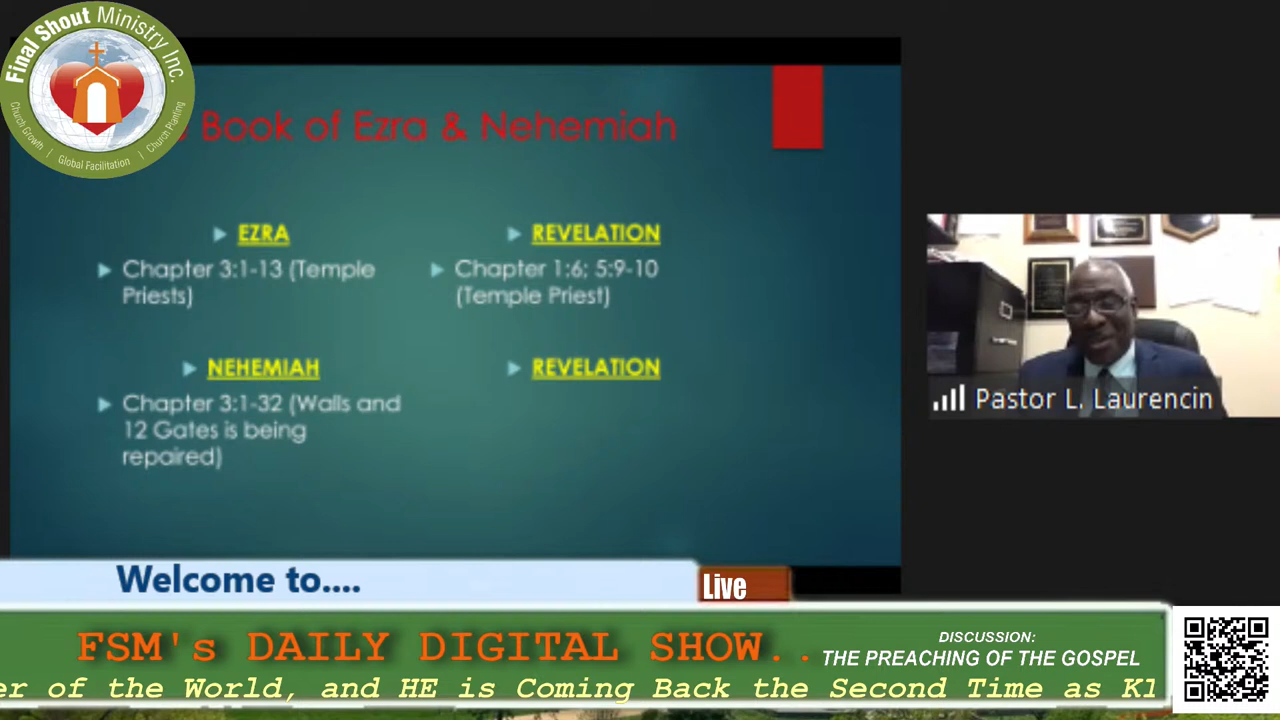 Final Shout Ministry Inc.
Church Growth | Global Facilitation | Church Planting
Book of Ezra & Nehemiah
EZRA
Chapter 3:1-13 (Temple
Priests)
REVELATION
Chapter 1:6; 5:9-10
(Temple Priest)
NEHEMIAH
Chapter 3:1-32 (Walls and
12 Gates is being
repaired)
REVELATION
Pastor L. Laurencin
Welcome to....
Live
FSM's DAILY DIGITAL SHOW..
DISCUSSION:
THE PREACHING OF THE GOSPEL
er of the World, and HE is Coming Back the Second Time as